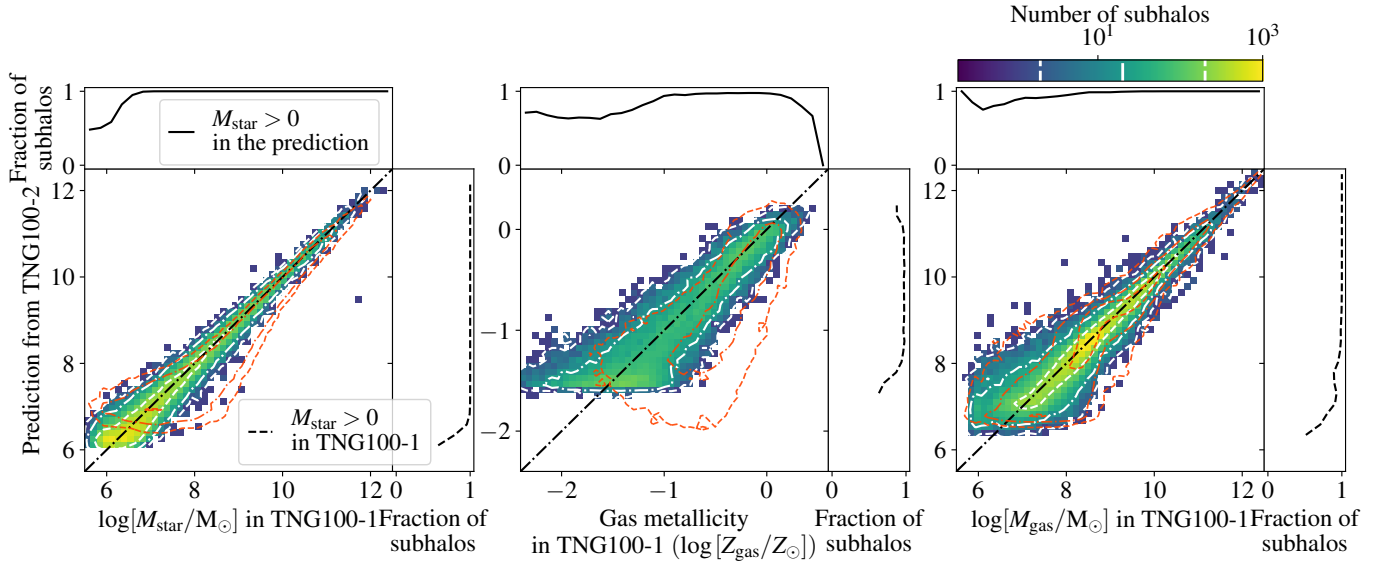 Number of subhalos
10^1
10^3
Fraction of
subhalos
1
0
M_star > 0
in the prediction
1
0
1
0
Prediction from TNG100-2
12
10
8
6
M_star > 0
in TNG100-1
0
−1
−2
12
10
8
6
6
8
10
12
0
1
−2
−1
0
0
1
6
8
10
12
0
1
log[M_star/M_⊙] in TNG100-1
Fraction of
subhalos
Gas metallicity
in TNG100-1 (log[Z_gas/Z_⊙])
Fraction of
subhalos
log[M_gas/M_⊙] in TNG100-1
Fraction of
subhalos